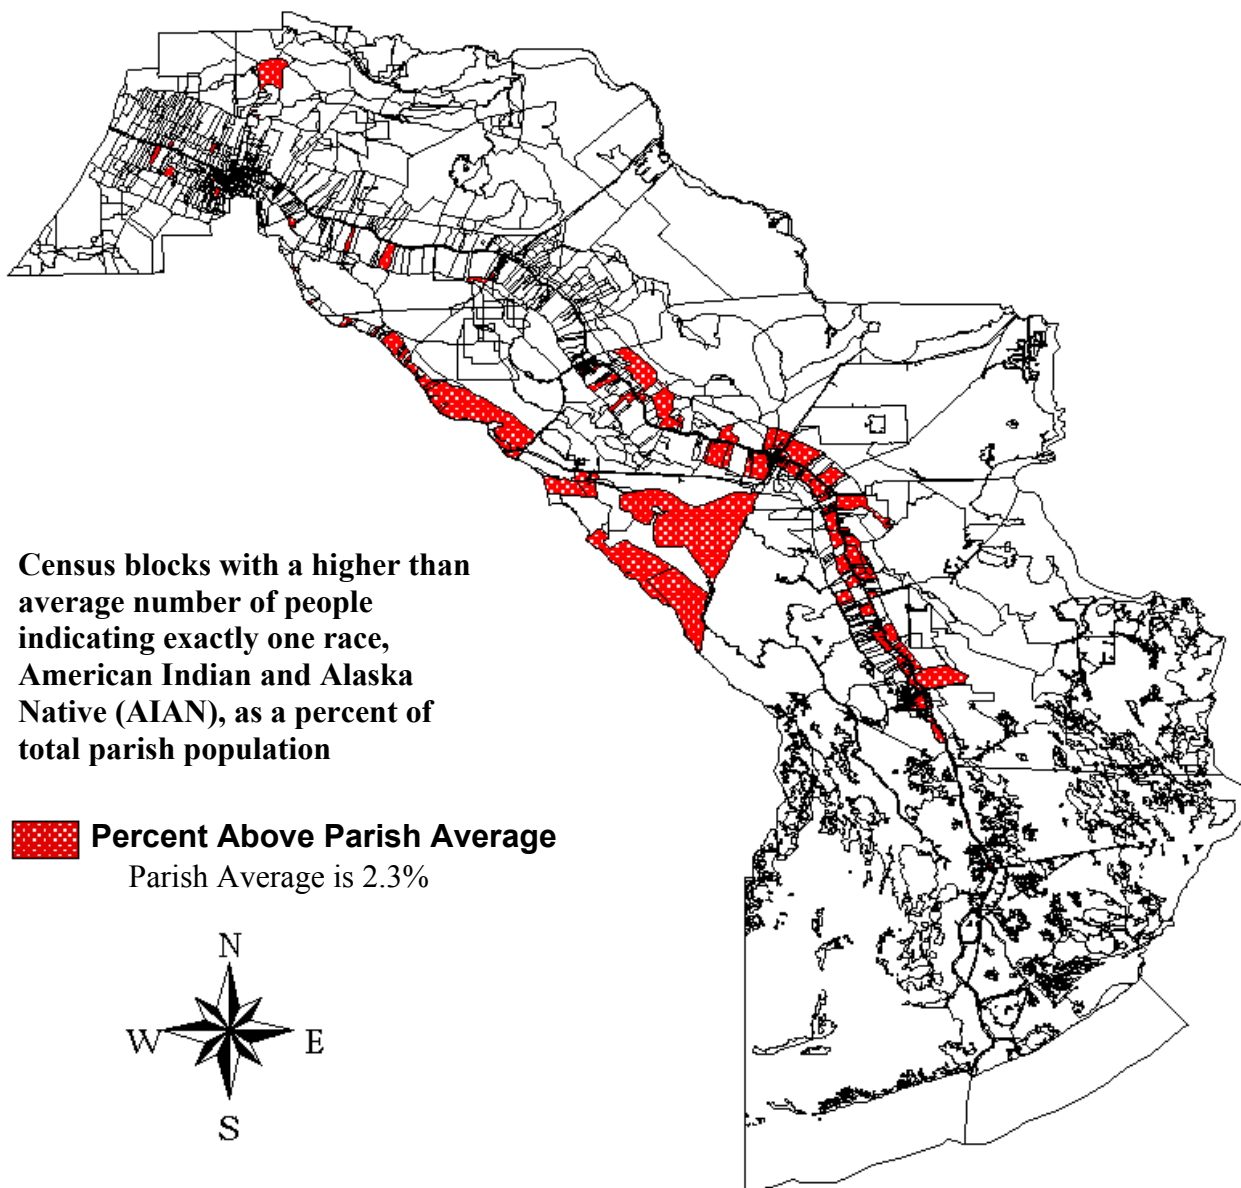 Census blocks with a higher than
average number of people
indicating exactly one race,
American Indian and Alaska
Native (AIAN), as a percent of
total parish population
Percent Above Parish Average
Parish Average is 2.3%
N
W E
S